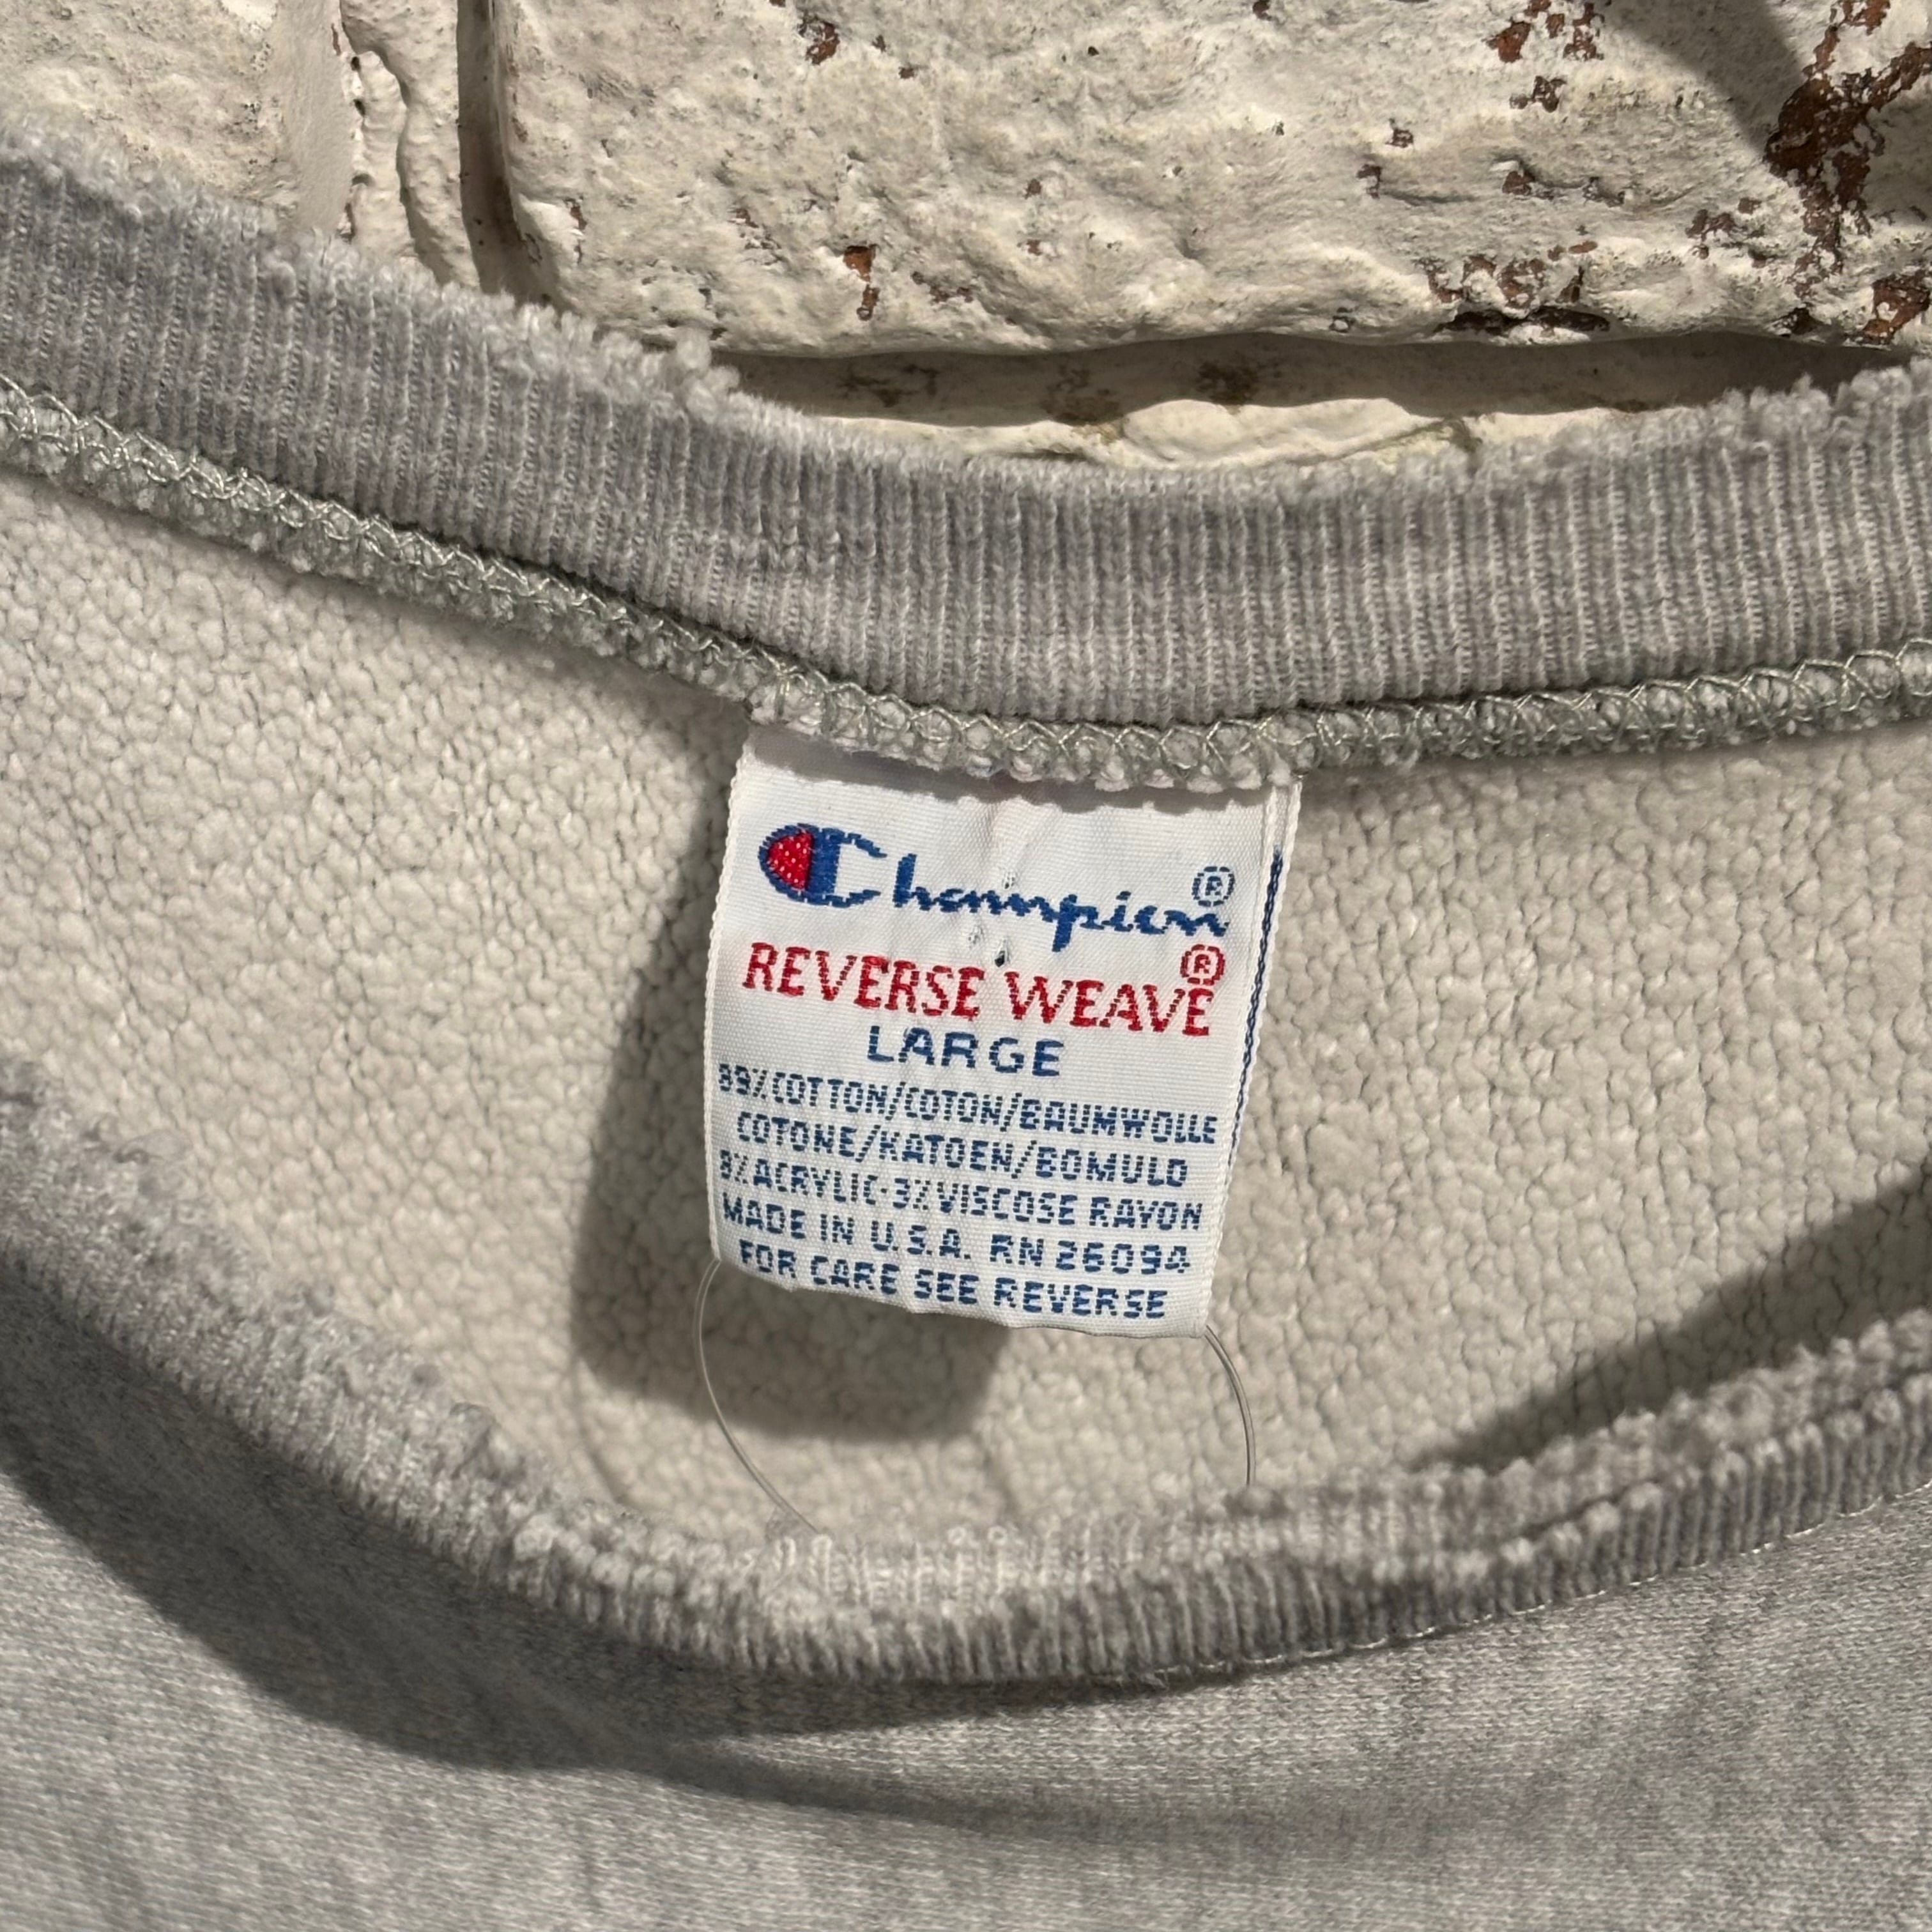 Champion®
REVERSE WEAVE®
LARGE
89% COTTON/COTON/BAUMWOLLE
COTONE/KATOEN/BOMULD
8% ACRYLIC·3% VISCOSE RAYON
MADE IN U.S.A. RN 26094
FOR CARE SEE REVERSE